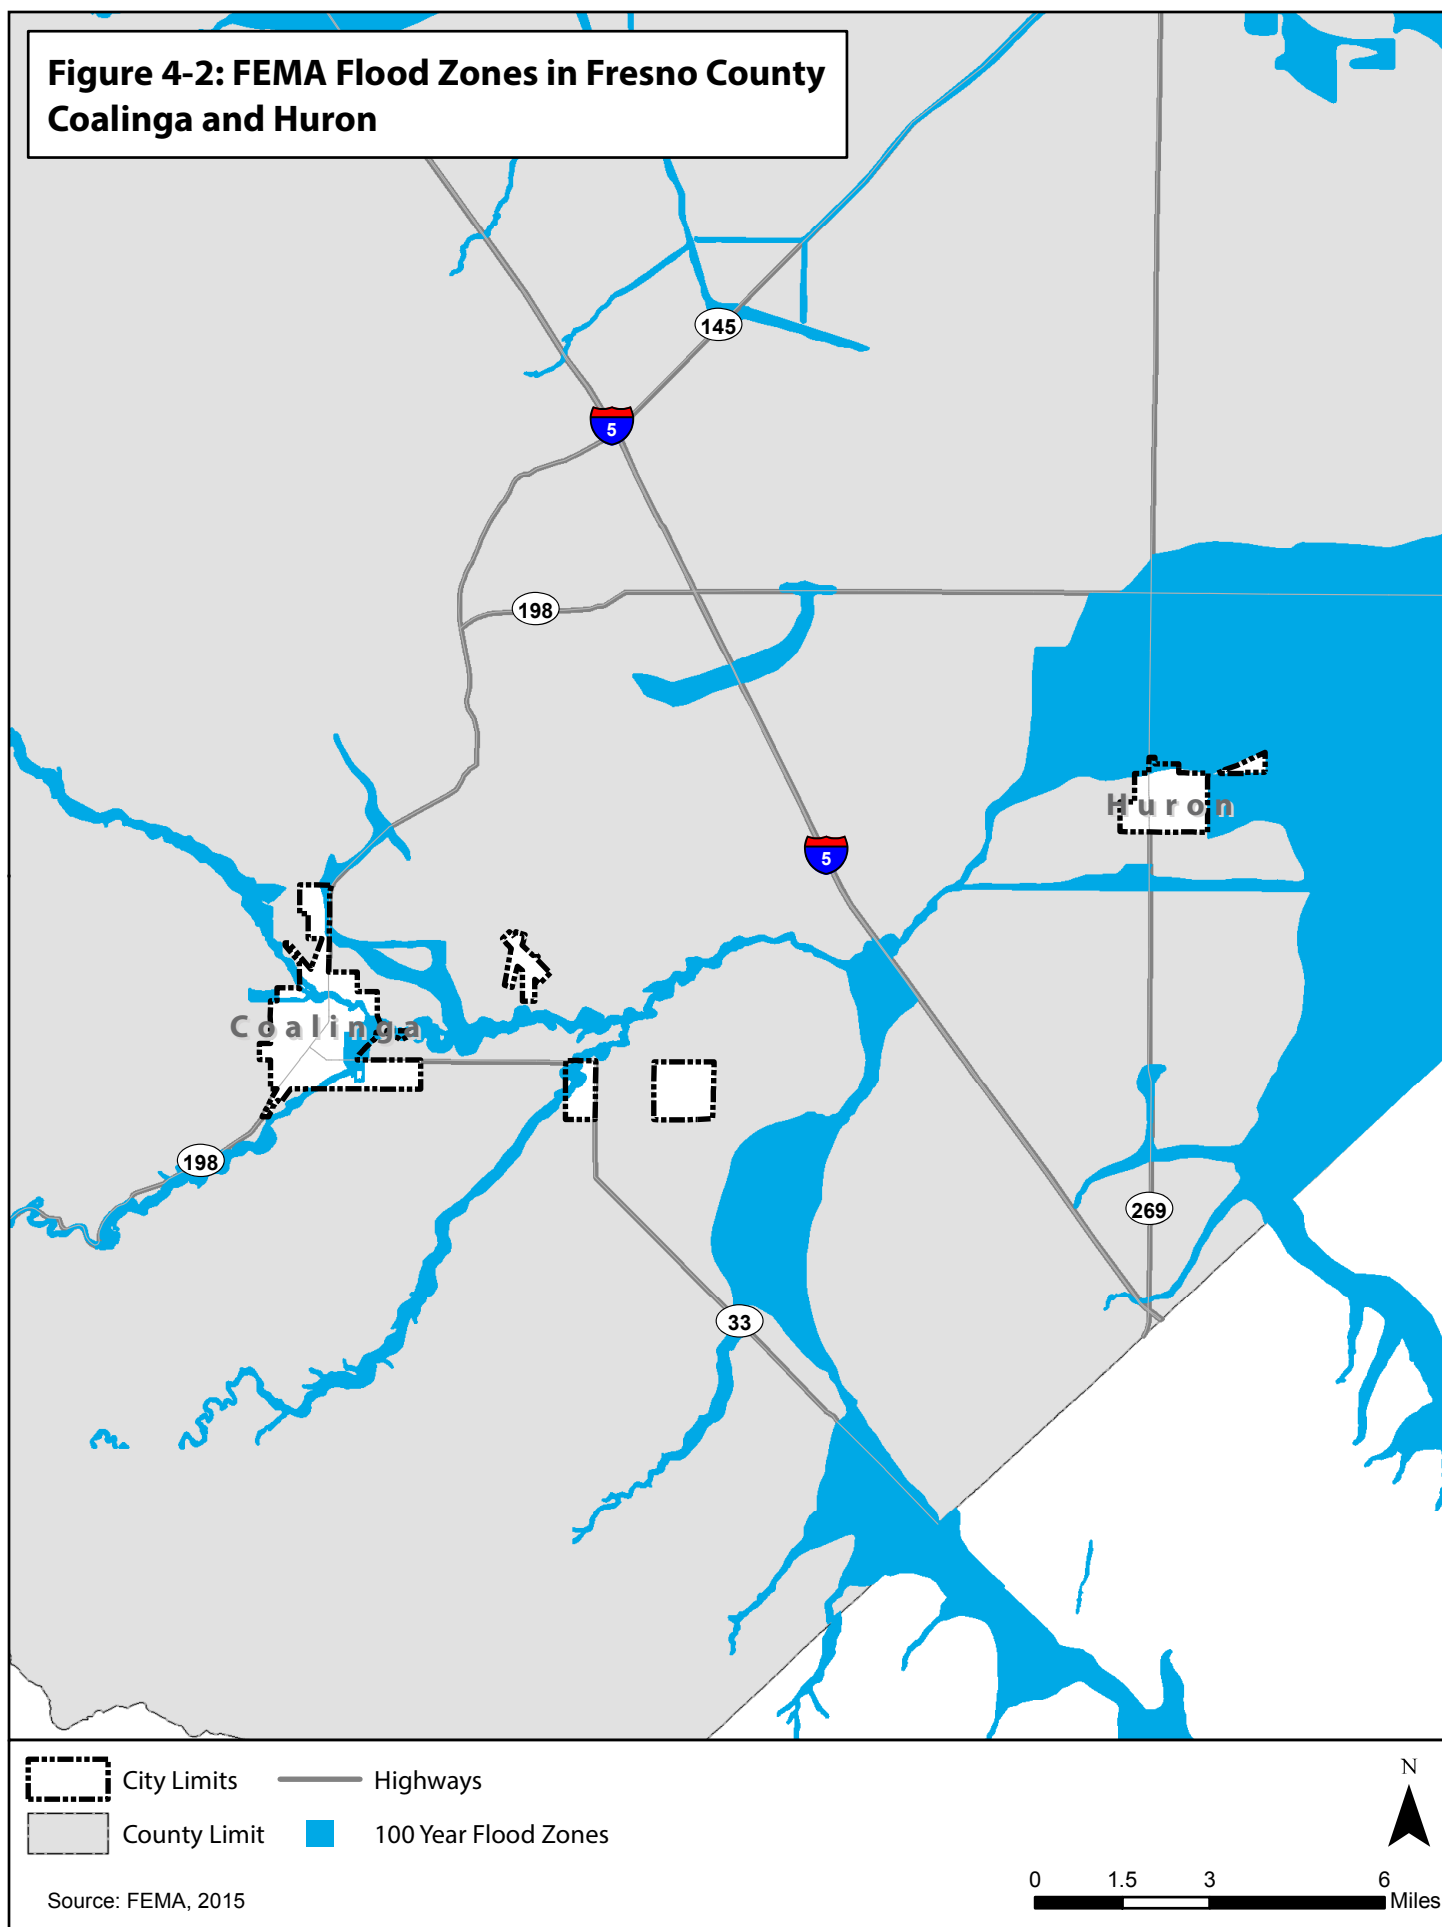 Figure 4-2: FEMA Flood Zones in Fresno County
Coalinga and Huron
145
5
198
Huron
5
Coalinga
198
269
33
City Limits
Highways
County Limit
100 Year Flood Zones
Source: FEMA, 2015
N
0 1.5 3 6
Miles